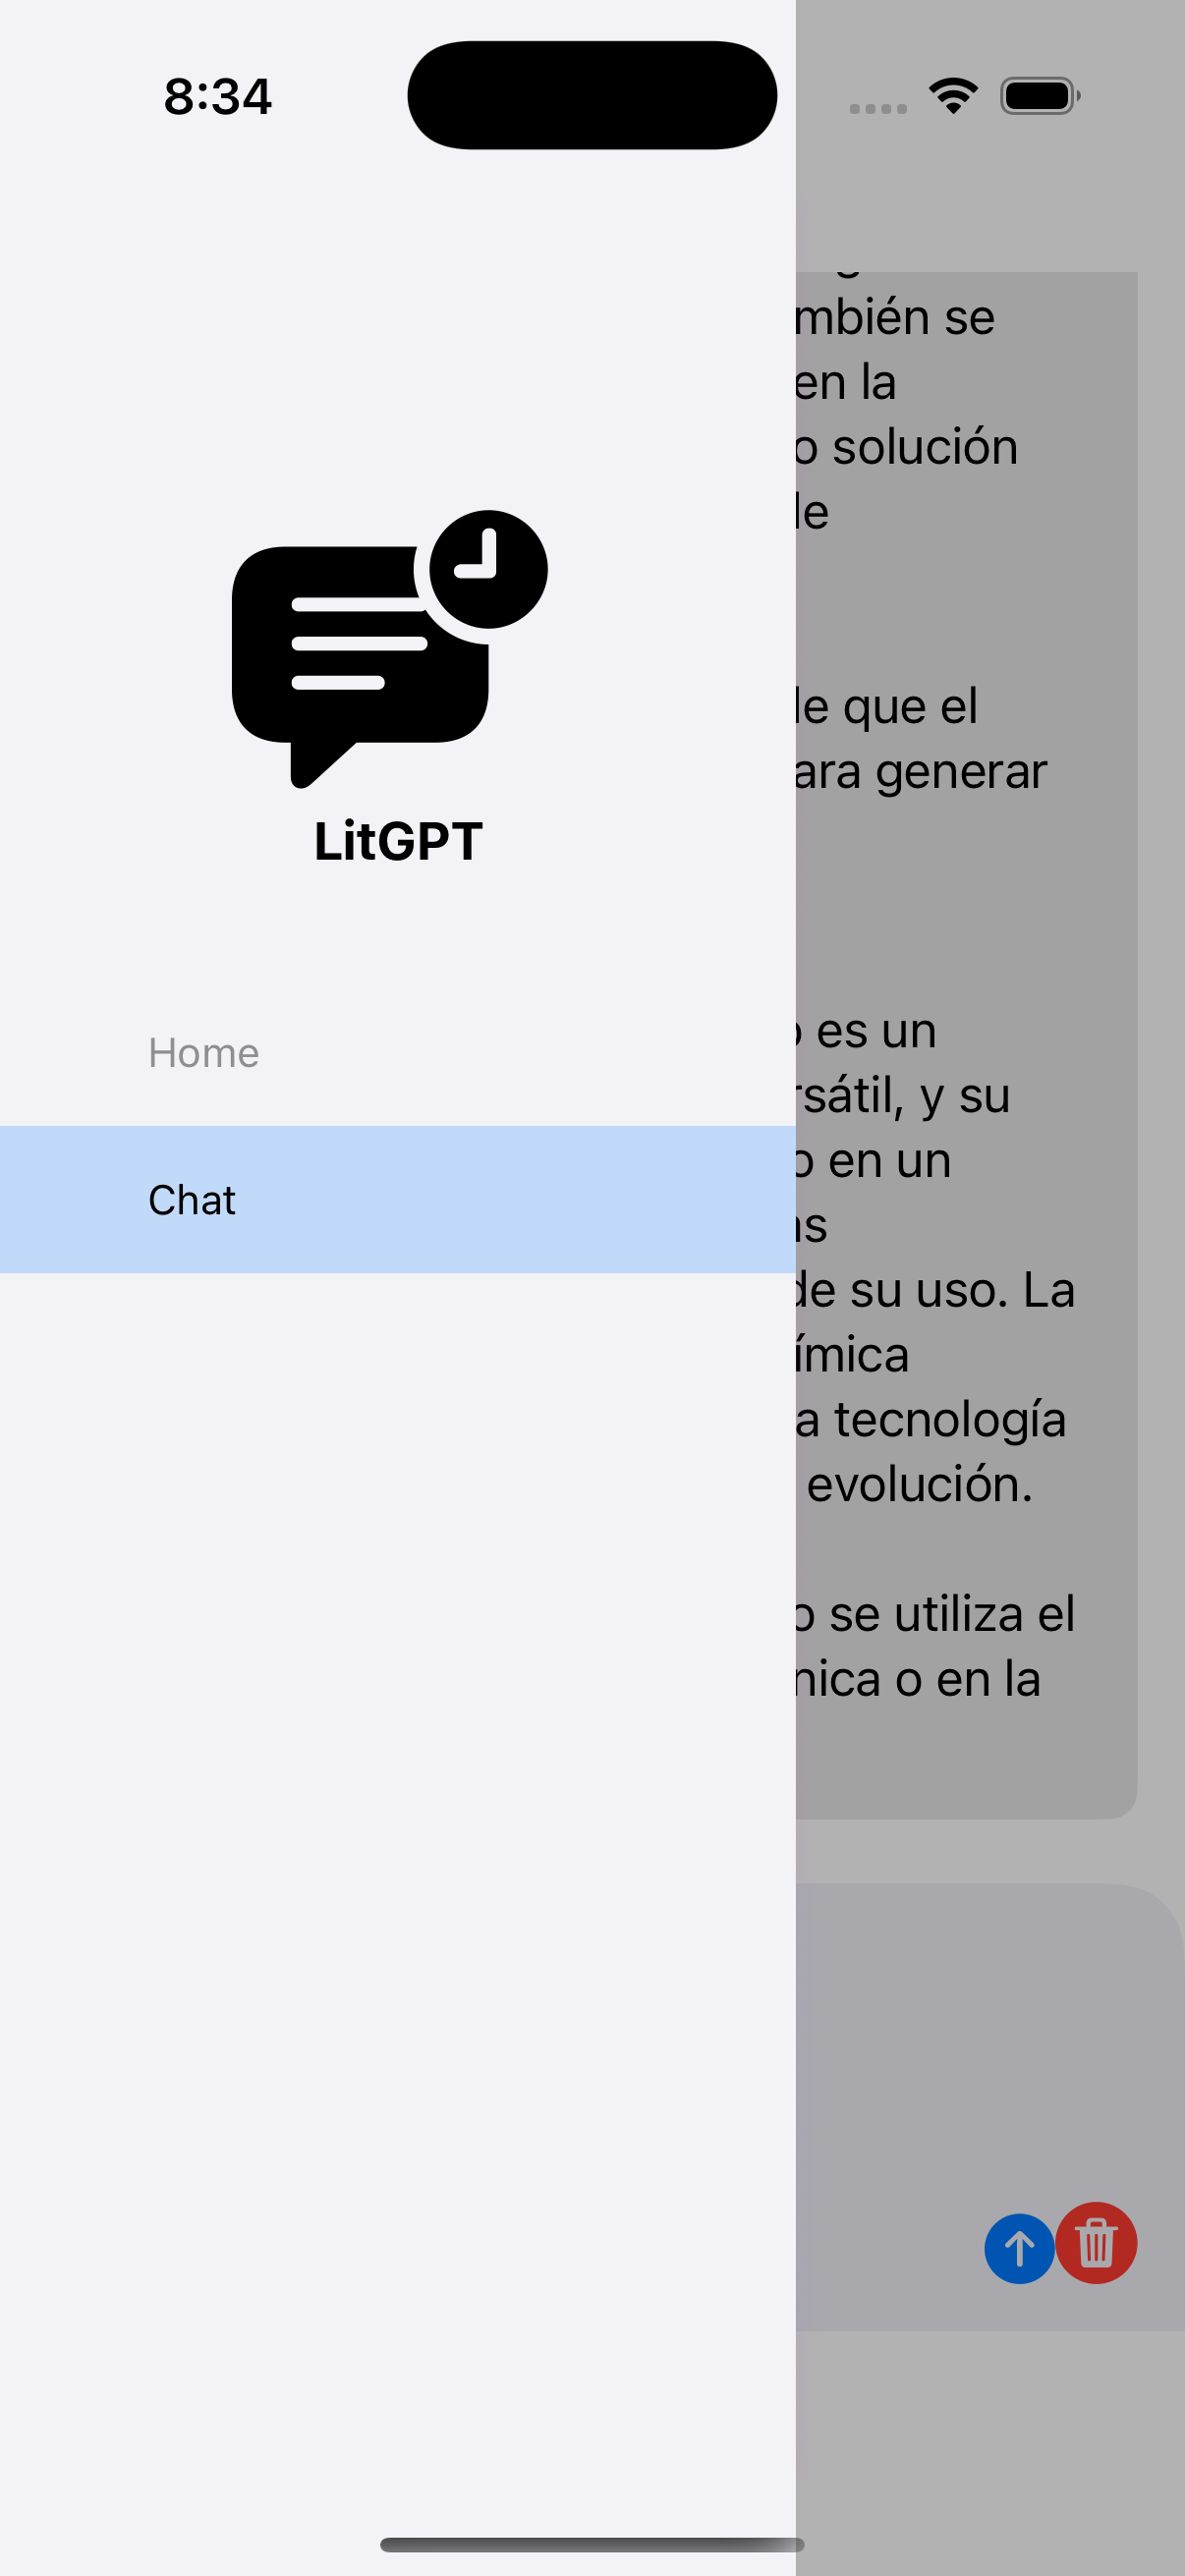 8:34
LitGPT
Home
Chat
mbién se
en la
o solución
le
le que el
ara generar
o es un
rsátil, y su
o en un
as
de su uso. La
ímica
a tecnología
evolución.
o se utiliza el
nica o en la